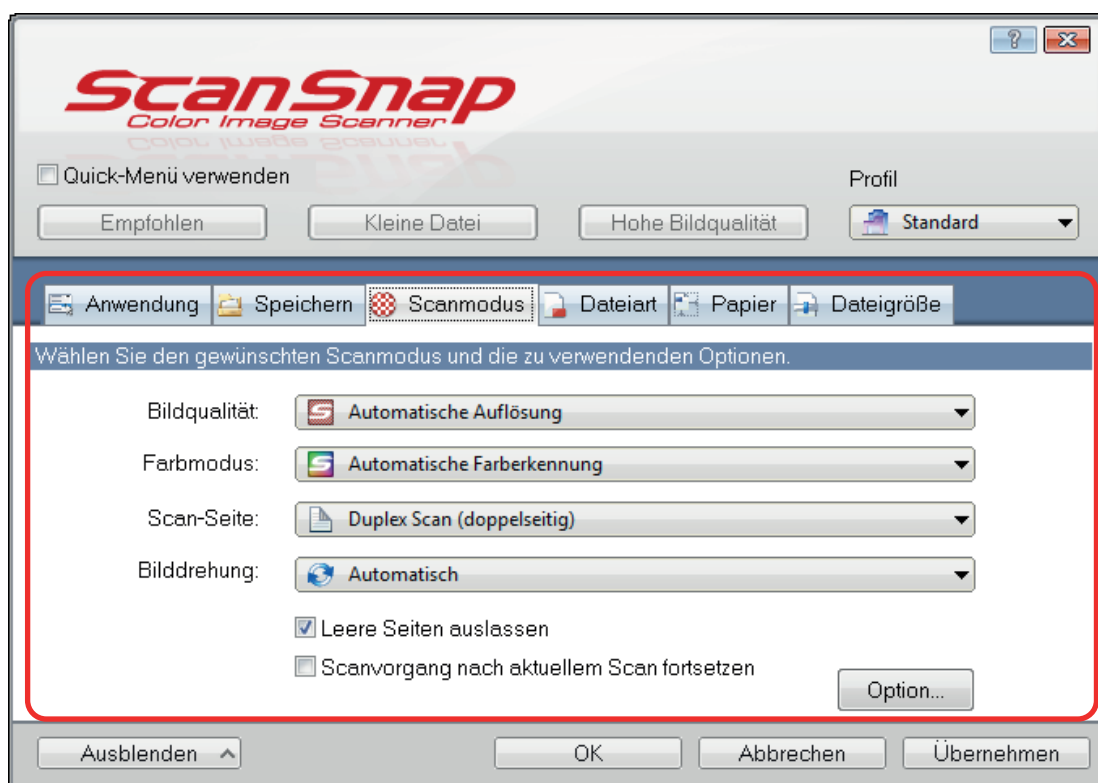 ?
ScanSnap
Color Image Scanner
Quick-Menü verwenden
Profil
Empfohlen
Kleine Datei
Hohe Bildqualität
Standard
Anwendung
Speichern
Scanmodus
Dateiart
Papier
Dateigröße
Wählen Sie den gewünschten Scanmodus und die zu verwendenden Optionen.
Bildqualität:
Automatische Auflösung
Farbmodus:
Automatische Farberkennung
Scan-Seite:
Duplex Scan (doppelseitig)
Bilddrehung:
Automatisch
Leere Seiten auslassen
Scanvorgang nach aktuellem Scan fortsetzen
Option...
Ausblenden
OK
Abbrechen
Übernehmen